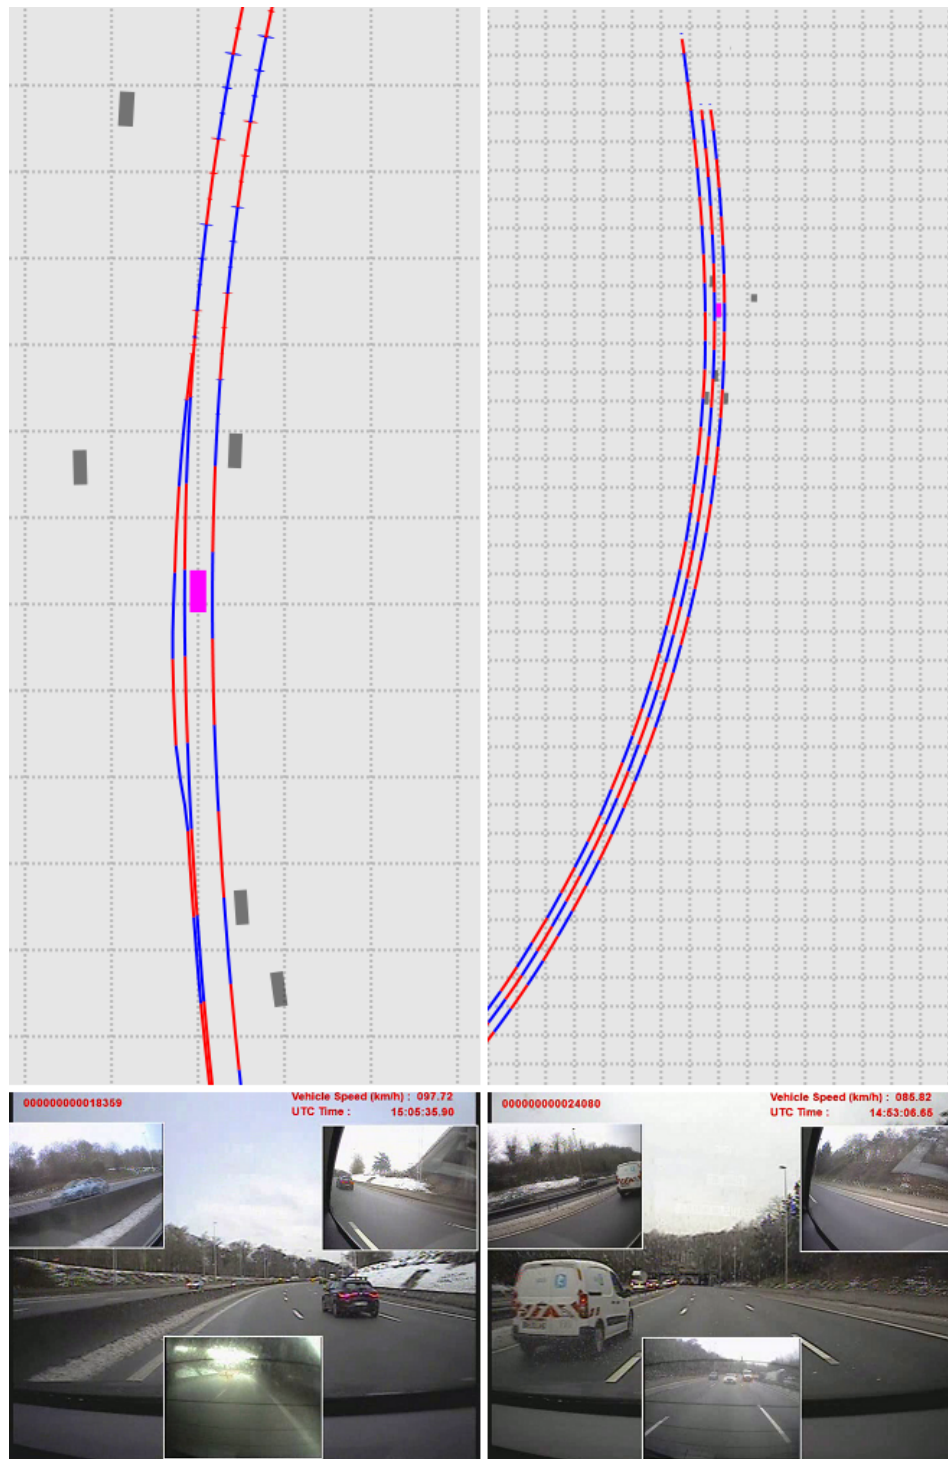 000000000018359
Vehicle Speed (km/h) : 097.72
UTC Time : 15:05:35.90
000000000024080
Vehicle Speed (km/h) : 085.82
UTC Time : 14:53:06.65